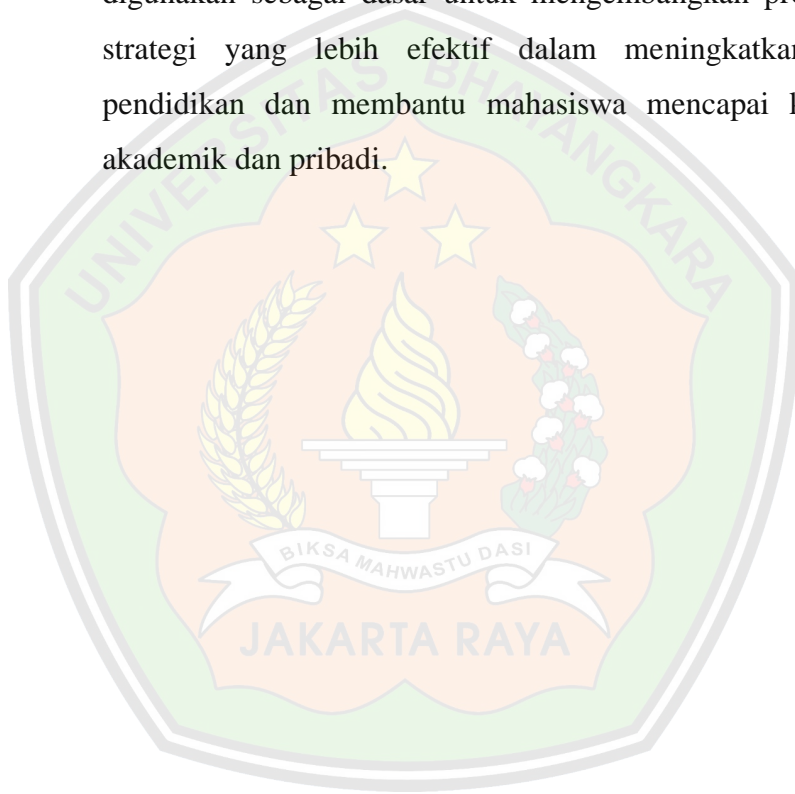 digunakan sebagai dasar untuk mengembangkan
strategi yang lebih efektif dalam meningkatkan
pendidikan dan membantu mahasiswa mencapai
akademik dan pribadi.
UNIVERSITAS BHAYANGKARA
BIKSA MAHWASTU DASI
JAKARTA RAYA